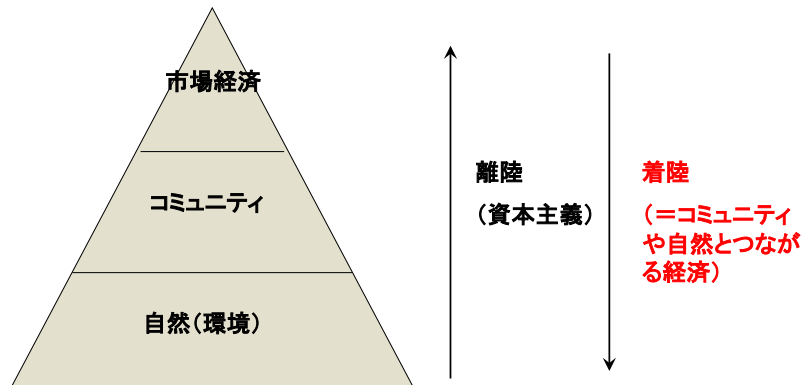 市場経済
コミュニティ
自然（環境）
離陸
（資本主義）
着陸
（＝コミュニティ
や自然とつなが
る経済）